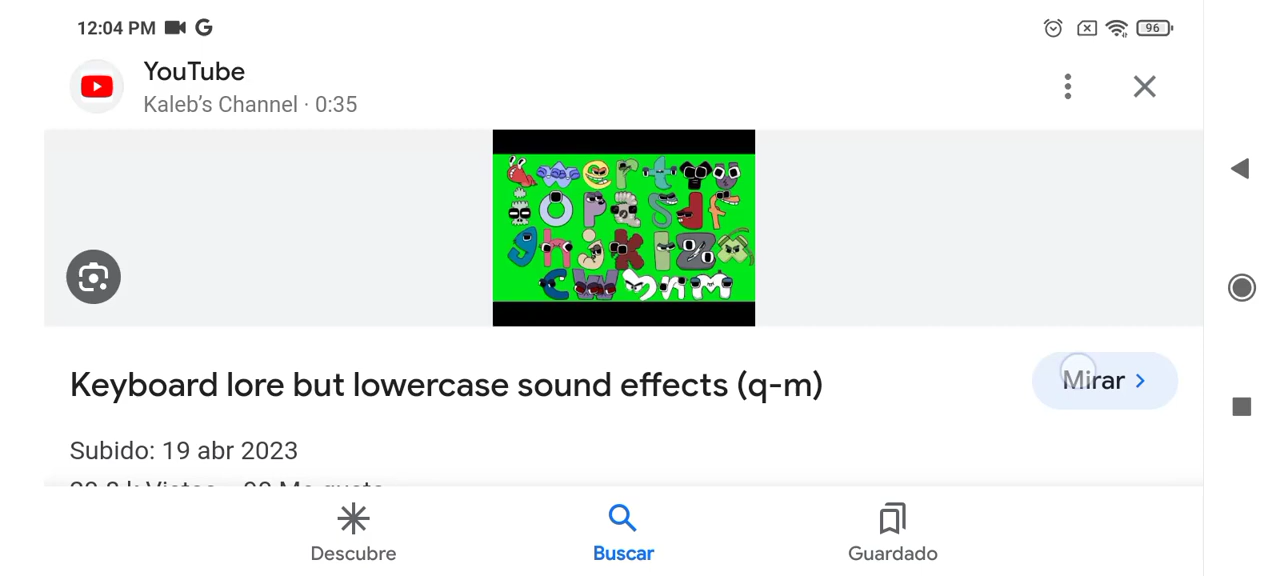 12:04 PM
96
YouTube
Kaleb's Channel · 0:35
w e r t y u
i o p a s d f
g h j k l z x
c v b n m
Keyboard lore but lowercase sound effects (q-m)
Mirar
Subido: 19 abr 2023
Descubre
Buscar
Guardado